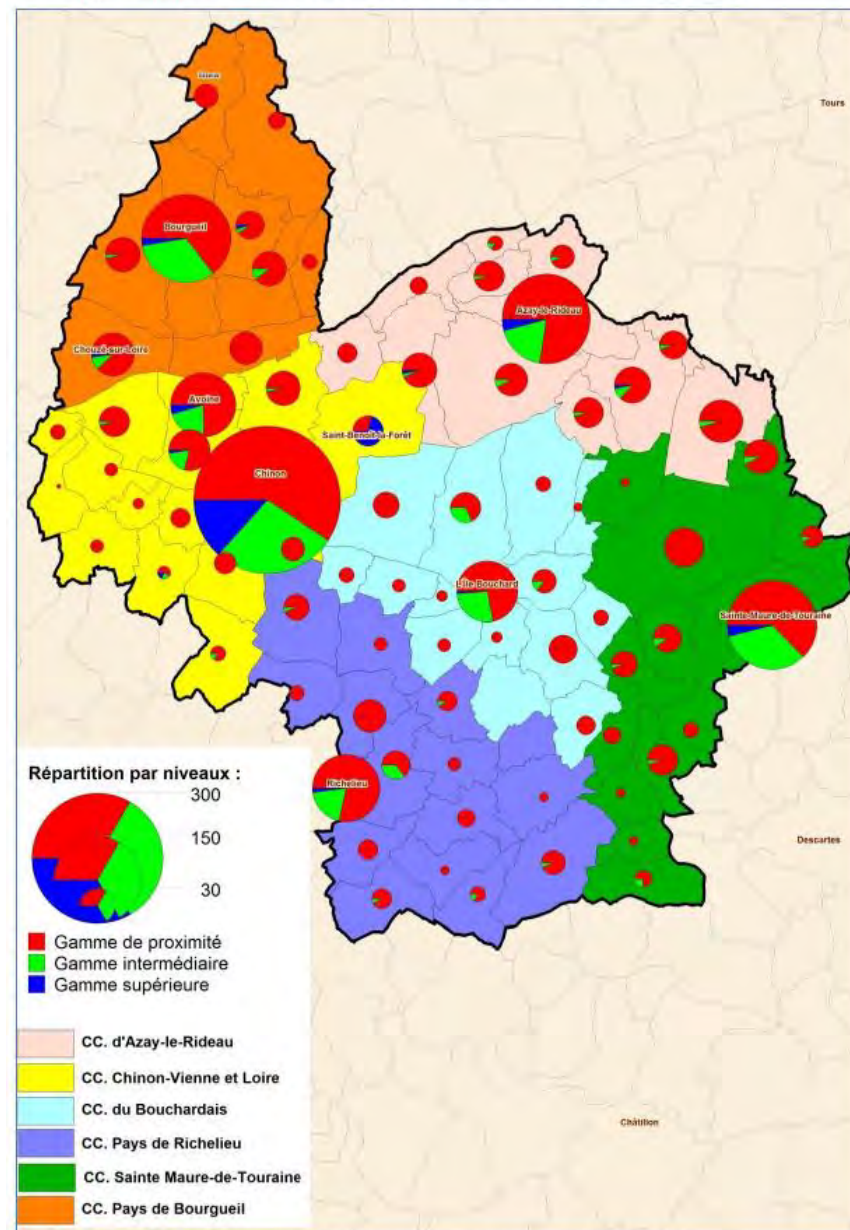 Gizeux
Tours
Bourgueil
Azay-le-Rideau
Chouzé-sur-Loire
Avoine
Saint-Benoît-la-Forêt
Chinon
L'Ile-Bouchard
Sainte-Maure-de-Touraine
Richelieu
Descartes
Châtillon
Répartition par niveaux :
300
150
30
Gamme de proximité
Gamme intermédiaire
Gamme supérieure
CC. d'Azay-le-Rideau
CC. Chinon-Vienne et Loire
CC. du Bouchardais
CC. Pays de Richelieu
CC. Sainte Maure-de-Touraine
CC. Pays de Bourgueil